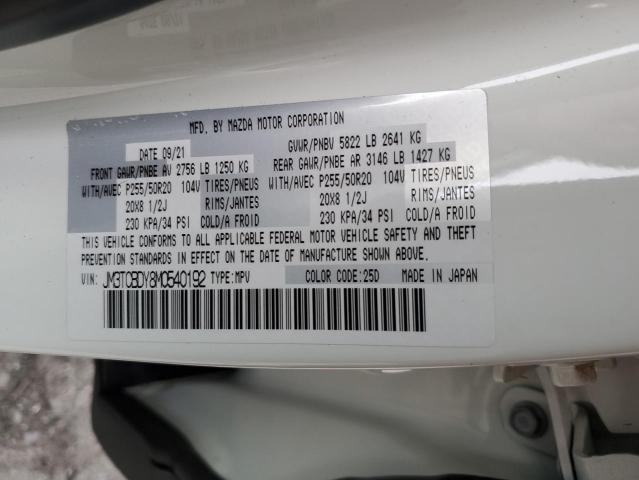 MFD. BY MAZDA MOTOR CORPORATION
DATE 09/21 GVWR/PNBV 5822 LB 2641 KG
FRONT GAWR/PNBE AV 2756 LB 1250 KG REAR GAWR/PNBE AR 3146 LB 1427 KG
WITH/AVEC P255/50R20 104V TIRES/PNEUS WITH/AVEC P255/50R20 104V TIRES/PNEUS
20X8 1/2J RIMS/JANTES 20X8 1/2J RIMS/JANTES
230 KPA/34 PSI COLD/A FROID 230 KPA/34 PSI COLD/A FROID
THIS VEHICLE CONFORMS TO ALL APPLICABLE FEDERAL MOTOR VEHICLE SAFETY AND THEFT
PREVENTION STANDARDS IN EFFECT ON THE DATE OF MANUFACTURE SHOWN ABOVE.
VIN: JM3TCBDY8M0540192 TYPE:MPV COLOR CODE:25D MADE IN JAPAN